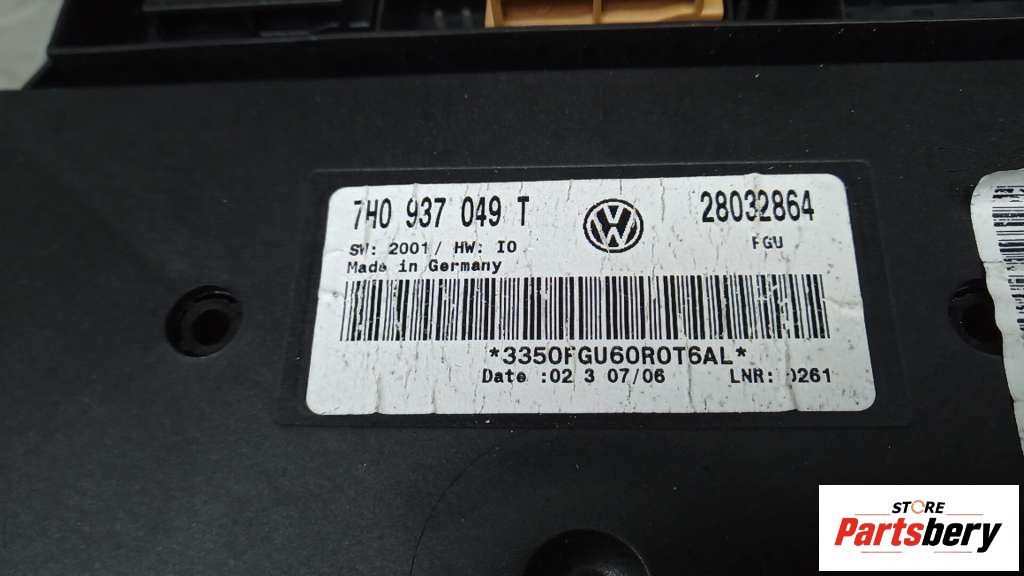 7H0 937 049 T
28032864
SW: 2001/ HW: IO
FGU
Made in Germany
*3350FGU60R0T6AL*
Date :02 3 07/06
LNR: 0261
STORE
Partsbery